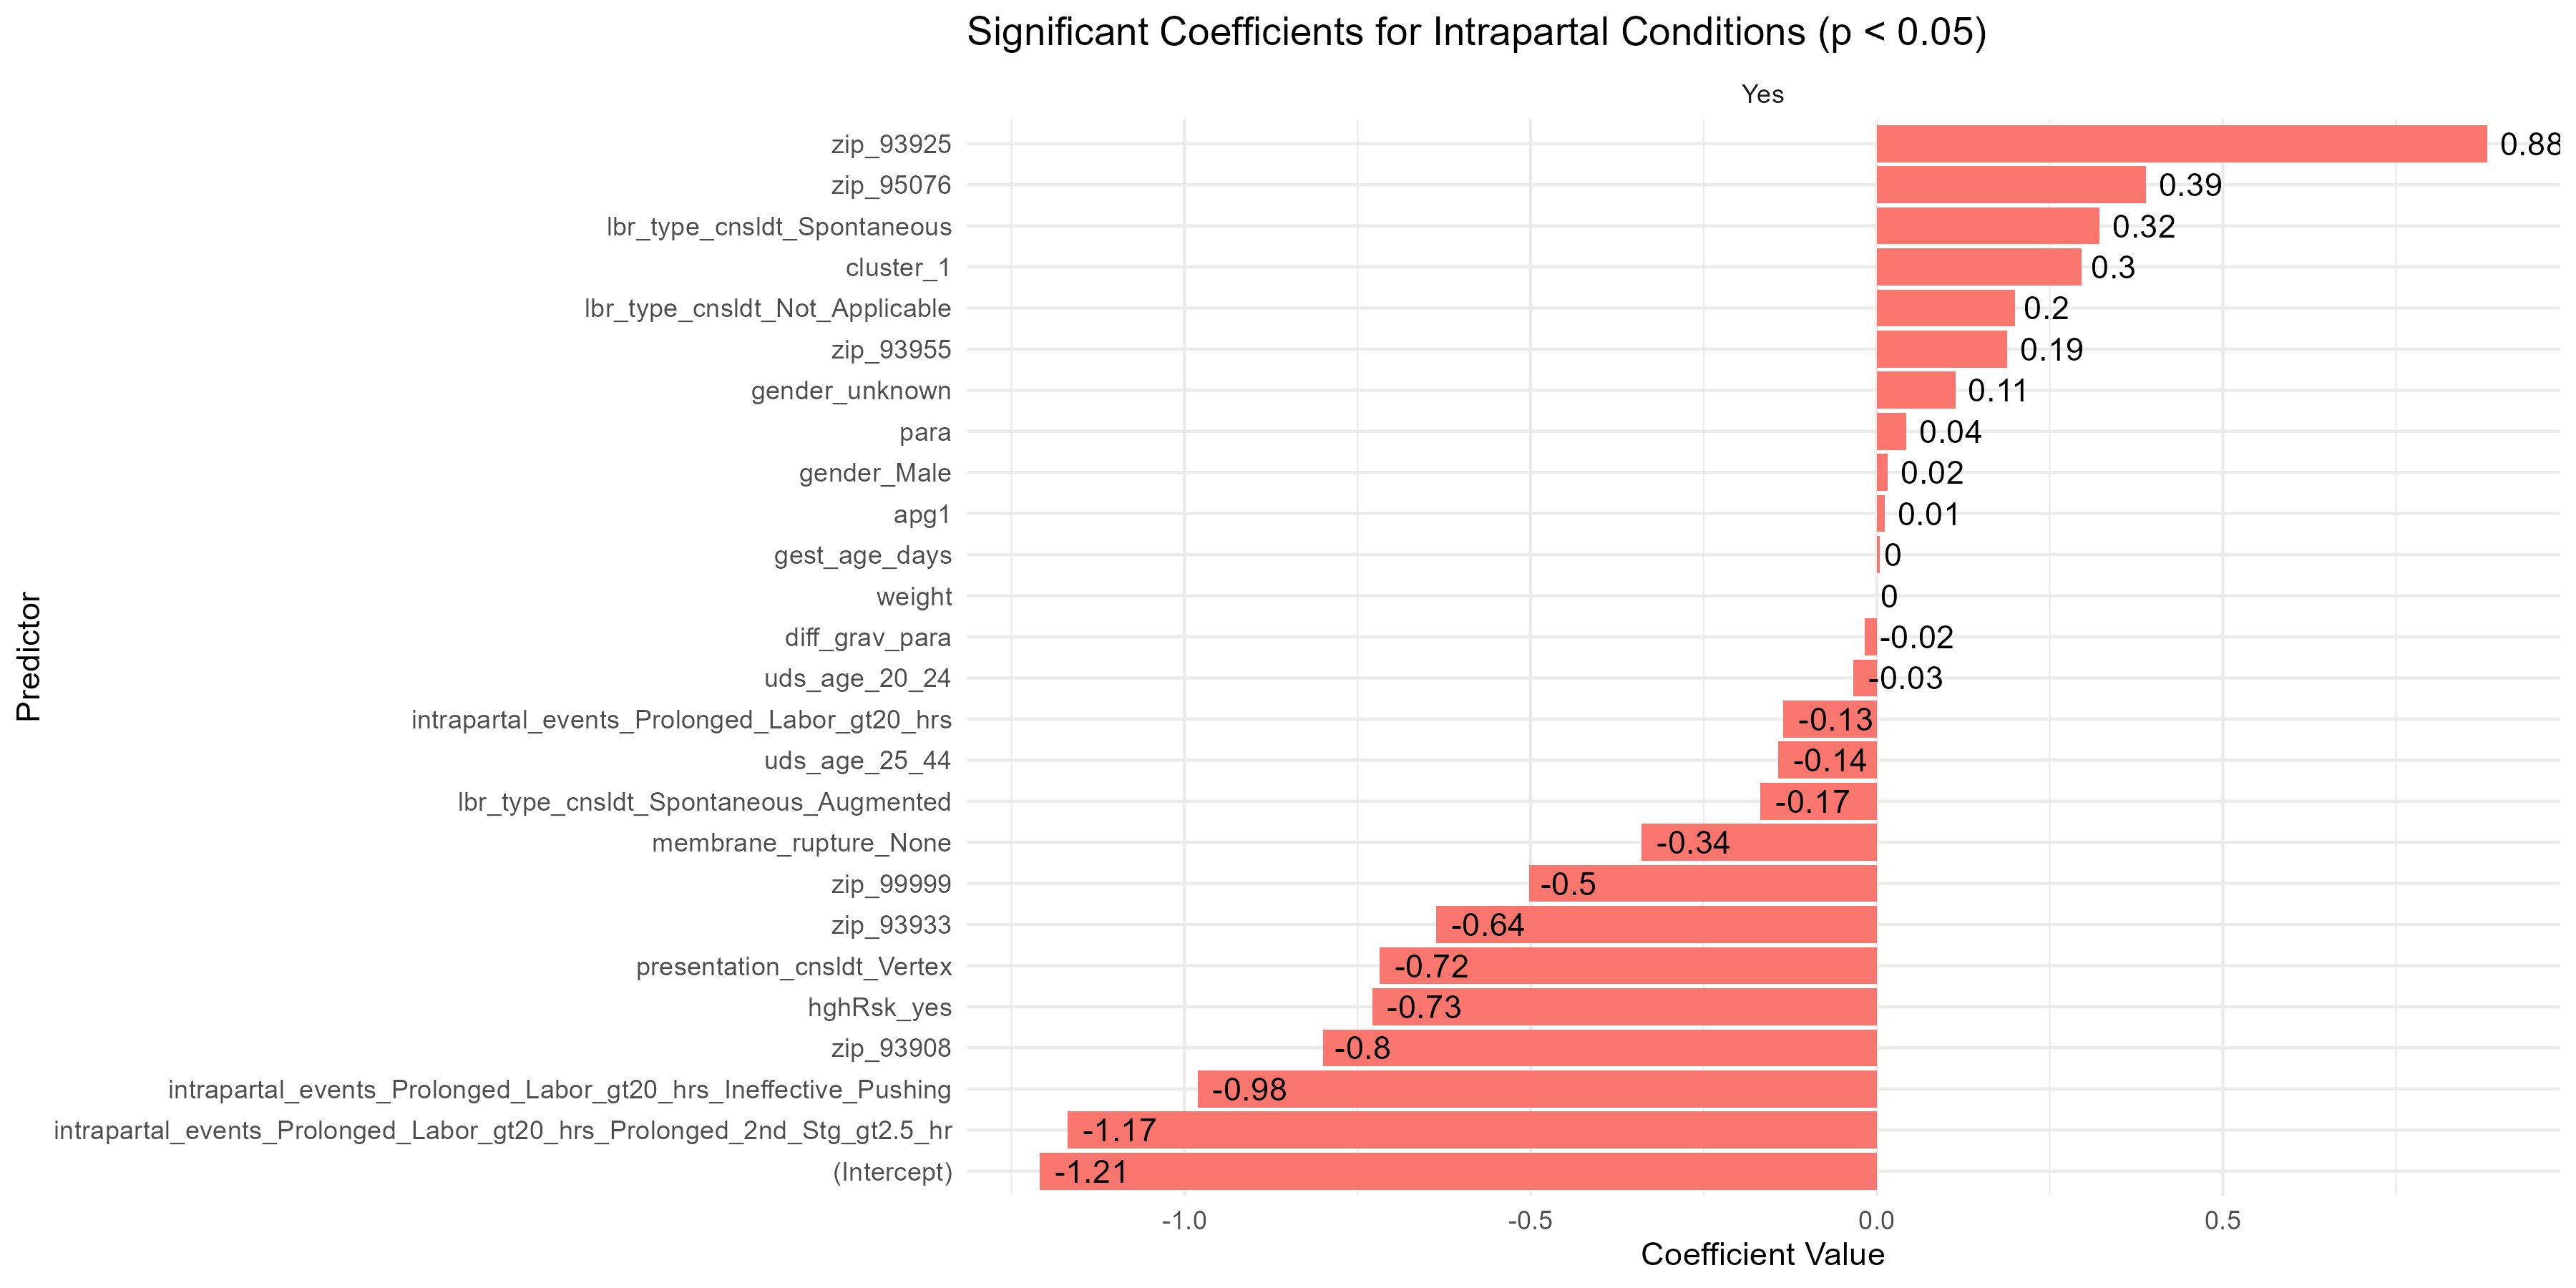 Significant Coefficients for Intrapartal Conditions (p < 0.05)
Yes
Predictor
zip_93925 0.88
zip_95076 0.39
lbr_type_cnsldt_Spontaneous 0.32
cluster_1 0.3
lbr_type_cnsldt_Not_Applicable 0.2
zip_93955 0.19
gender_unknown 0.11
para 0.04
gender_Male 0.02
apg1 0.01
gest_age_days 0
weight 0
diff_grav_para -0.02
uds_age_20_24 -0.03
intrapartal_events_Prolonged_Labor_gt20_hrs -0.13
uds_age_25_44 -0.14
lbr_type_cnsldt_Spontaneous_Augmented -0.17
membrane_rupture_None -0.34
zip_99999 -0.5
zip_93933 -0.64
presentation_cnsldt_Vertex -0.72
hghRsk_yes -0.73
zip_93908 -0.8
intrapartal_events_Prolonged_Labor_gt20_hrs_Ineffective_Pushing -0.98
intrapartal_events_Prolonged_Labor_gt20_hrs_Prolonged_2nd_Stg_gt2.5_hr -1.17
(Intercept) -1.21
-1.0 -0.5 0.0 0.5
Coefficient Value